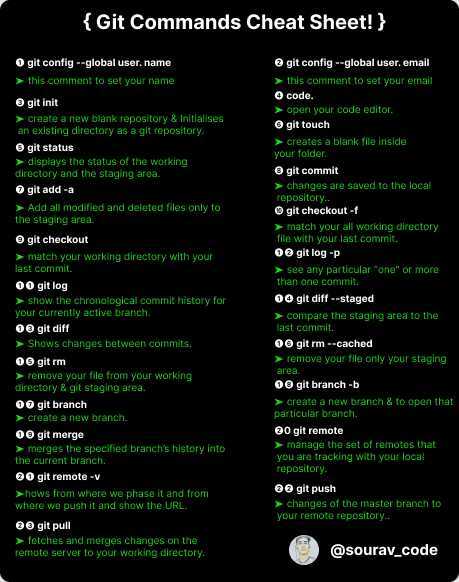 { Git Commands Cheat Sheet! }
❶ git config --global user. name
➤ this comment to set your name
❸ git init
➤ create a new blank repository & Initialises
an existing directory as a git repository.
❺ git status
➤ displays the status of the working
directory and the staging area.
❼ git add -a
➤ Add all modified and deleted files only to
the staging area.
❾ git checkout
➤ match your working directory with your
last commit.
❶❶ git log
➤ show the chronological commit history for
your currently active branch.
❶❸ git diff
➤ Shows changes between commits.
❶❺ git rm
➤ remove your file from your working
directory & git staging area.
❶❼ git branch
➤ create a new branch.
❶❾ git merge
➤ merges the specified branch's history into
the current branch.
❷❶ git remote -v
➤hows from where we phase it and from
where we push it and show the URL.
❷❸ git pull
➤ fetches and merges changes on the
remote server to your working directory.
❷ git config --global user. email
➤ this comment to set your email
❹ code.
➤ open your code editor.
❻ git touch
➤ creates a blank file inside
your folder.
❽ git commit
➤ changes are saved to the local
repository..
❿ git checkout -f
➤ match your all working directory
file with your last commit.
❶❷ git log -p
➤ see any particular "one" or more
than one commit.
❶❹ git diff --staged
➤ compare the staging area to the
last commit.
❶❻ git rm --cached
➤ remove your file only your staging
area.
❶❽ git branch -b
➤ create a new branch & to open that
particular branch.
❷0 git remote
➤ manage the set of remotes that
you are tracking with your local
repository.
❷❷ git push
➤ changes of the master branch to
your remote repository..
@sourav_code